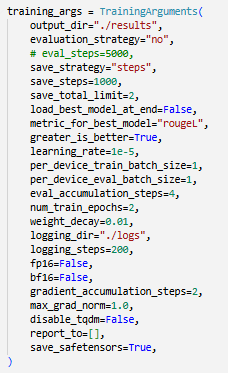 training_args = TrainingArguments(
    output_dir="./results",
    evaluation_strategy="no",
    # eval_steps=5000,
    save_strategy="steps",
    save_steps=1000,
    save_total_limit=2,
    load_best_model_at_end=False,
    metric_for_best_model="rougeL",
    greater_is_better=True,
    learning_rate=1e-5,
    per_device_train_batch_size=1,
    per_device_eval_batch_size=1,
    eval_accumulation_steps=4,
    num_train_epochs=2,
    weight_decay=0.01,
    logging_dir="./logs",
    logging_steps=200,
    fp16=False,
    bf16=False,
    gradient_accumulation_steps=2,
    max_grad_norm=1.0,
    disable_tqdm=False,
    report_to=[],
    save_safetensors=True,
)